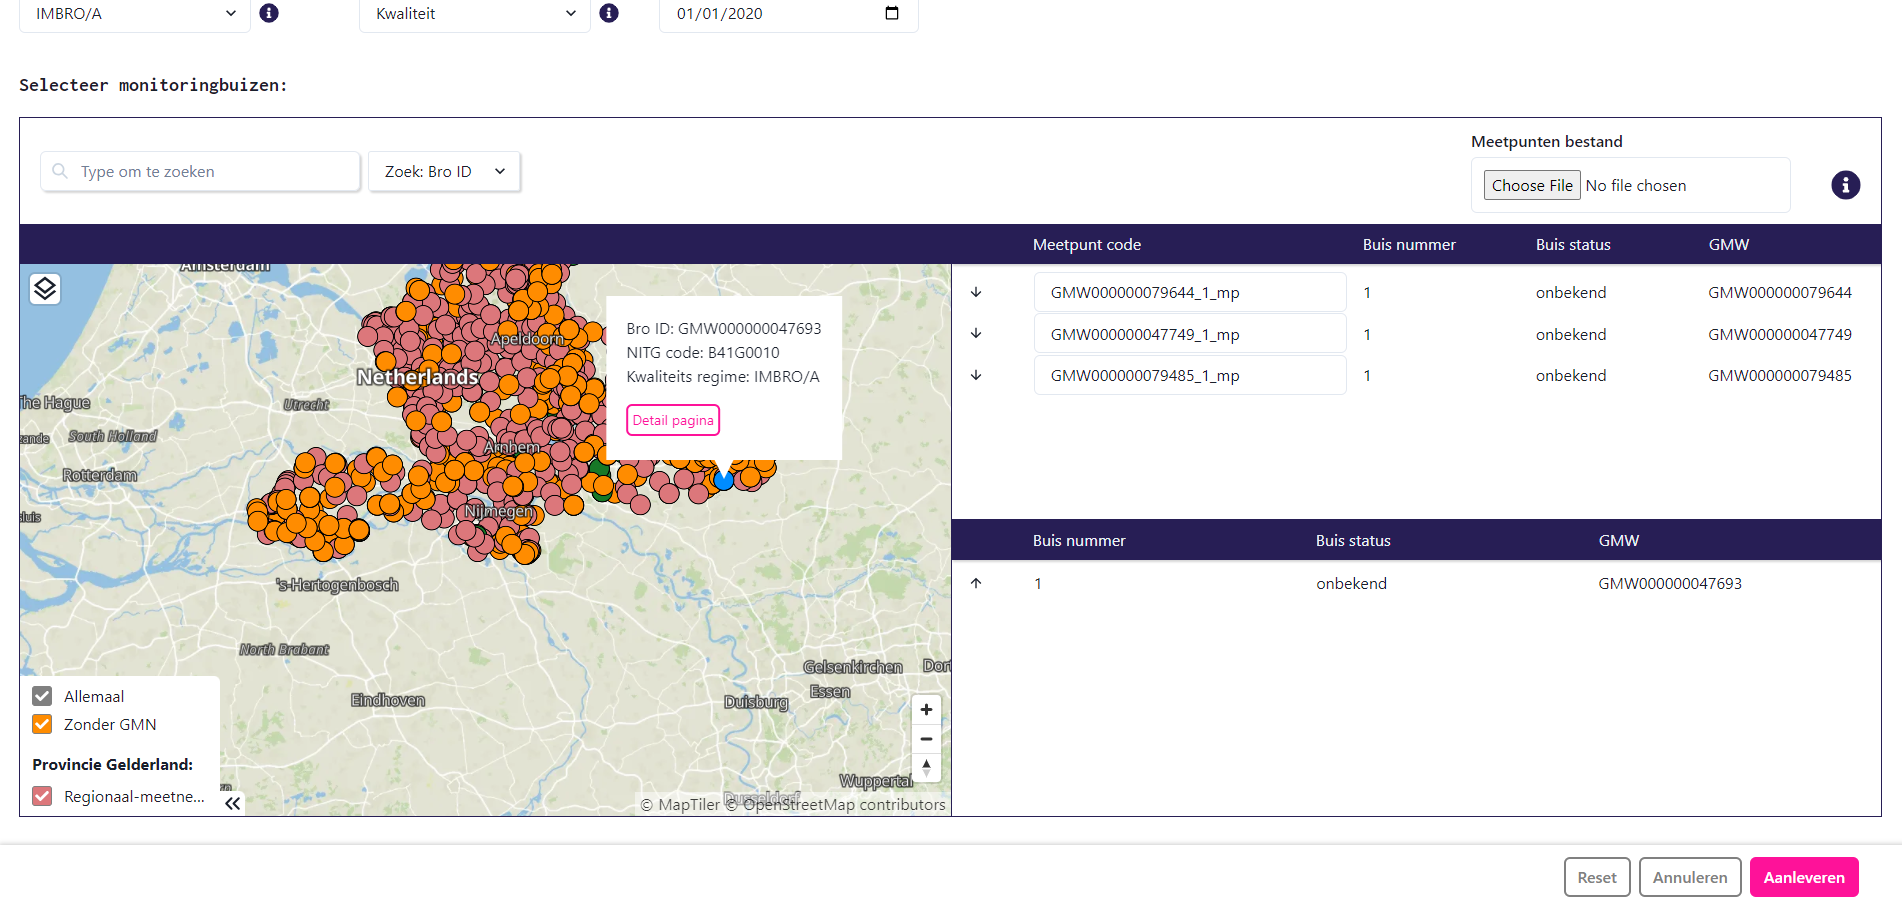 IMBRO/A
Kwaliteit
01/01/2020
Selecteer monitoringbuizen:
Type om te zoeken
Zoek: Bro ID
Meetpunten bestand
Choose File No file chosen
Meetpunt code Buis nummer Buis status GMW
GMW000000079644_1_mp 1 onbekend GMW000000079644
GMW000000047749_1_mp 1 onbekend GMW000000047749
GMW000000079485_1_mp 1 onbekend GMW000000079485
Buis nummer Buis status GMW
1 onbekend GMW000000047693
Amsterdam
Bro ID: GMW000000047693
NITG code: B41G0010
Kwaliteits regime: IMBRO/A
Detail pagina
Apeldoorn
Netherlands
The Hague
Utrecht
South Holland
Arnhem
Rotterdam
Nijmegen
's-Hertogenbosch
North Brabant
Gelsenkirchen
Essen
Eindhoven
Duisburg
Wuppertal
Dusseldorf
Allemaal
Zonder GMN
Provincie Gelderland:
Regionaal-meetne...
© MapTiler © OpenStreetMap contributors
Reset
Annuleren
Aanleveren